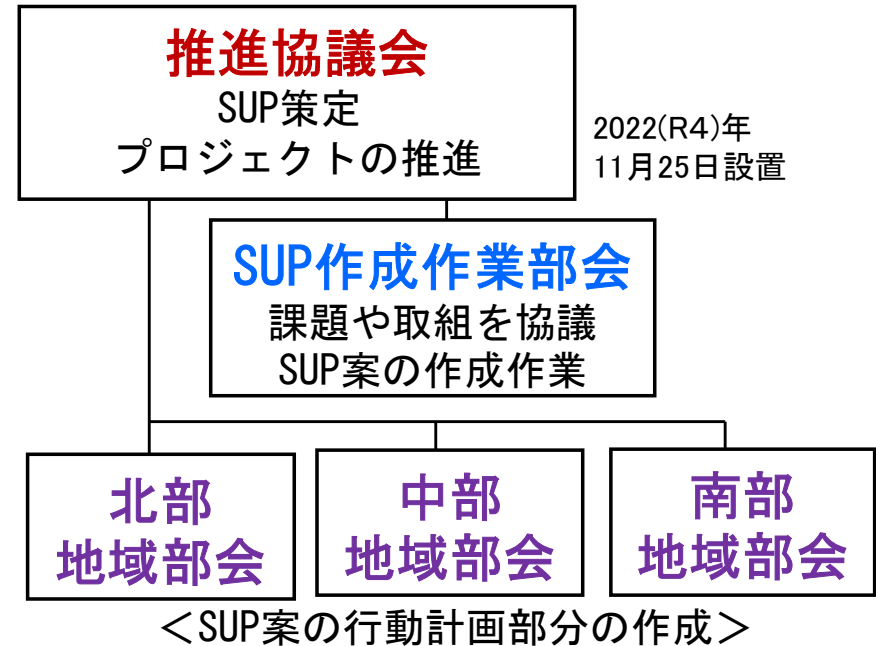 推進協議会
SUP策定
プロジェクトの推進
2022(R4)年
11月25日設置
SUP作成作業部会
課題や取組を協議
SUP案の作成作業
北部
地域部会
中部
地域部会
南部
地域部会
＜SUP案の行動計画部分の作成＞